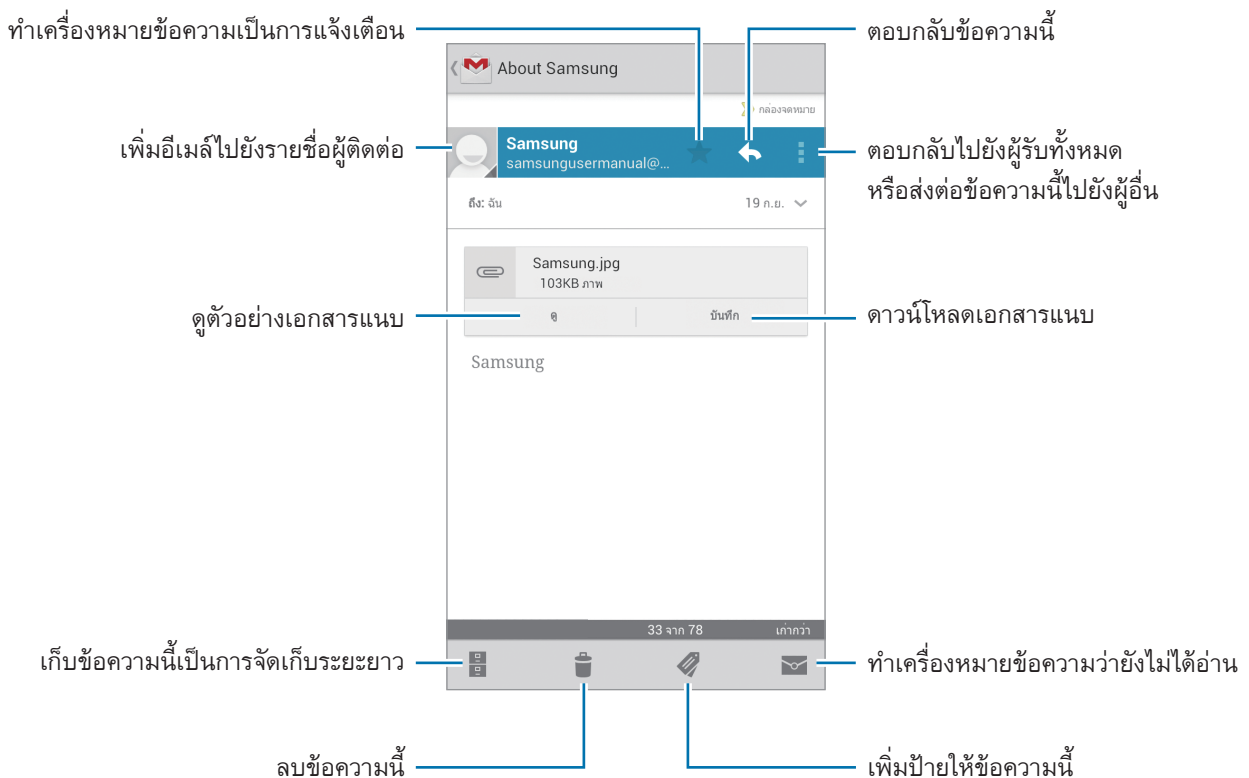 ทำเครื่องหมายข้อความเป็นการแจ้งเตือน
ตอบกลับข้อความนี้
About Samsung
กล่องจดหมาย
เพิ่มอีเมล์ไปยังรายชื่อผู้ติดต่อ
Samsung
samsungusermanual@...
ตอบกลับไปยังผู้รับทั้งหมด
หรือส่งต่อข้อความนี้ไปยังผู้อื่น
ถึง: ฉัน
19 ก.ย.
Samsung.jpg
103KB ภาพ
ดูตัวอย่างเอกสารแนบ
ดู
บันทึก
ดาวน์โหลดเอกสารแนบ
Samsung
33 จาก 78
เก่ากว่า
เก็บข้อความนี้เป็นการจัดเก็บระยะยาว
ทำเครื่องหมายข้อความว่ายังไม่ได้อ่าน
ลบข้อความนี้
เพิ่มป้ายให้ข้อความนี้